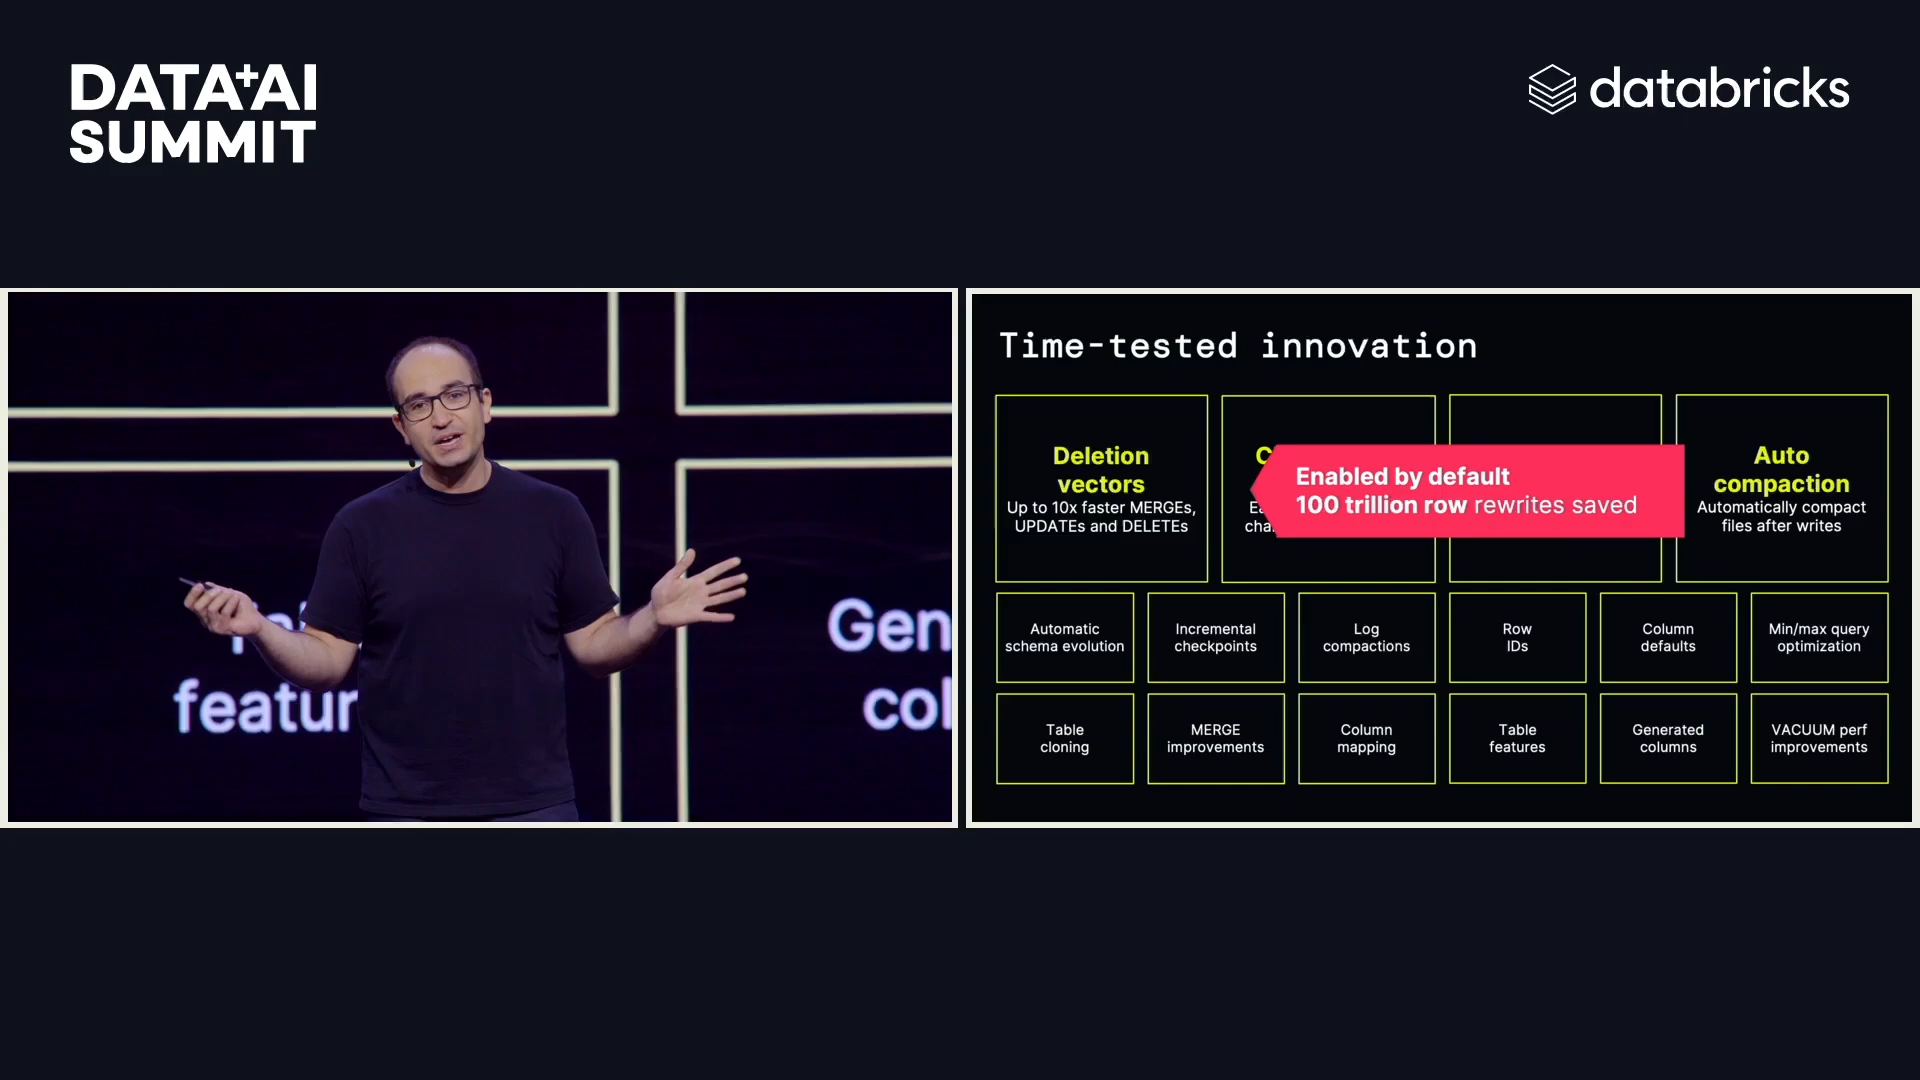 DATA+AI
SUMMIT
databricks
featur
Gen
col
Time-tested innovation
Deletion
vectors
Up to 10x faster MERGEs,
UPDATEs and DELETEs
Enabled by default
100 trillion row rewrites saved
Auto
compaction
Automatically compact
files after writes
Automatic
schema evolution
Incremental
checkpoints
Log
compactions
Row
IDs
Column
defaults
Min/max query
optimization
Table
cloning
MERGE
improvements
Column
mapping
Table
features
Generated
columns
VACUUM perf
improvements